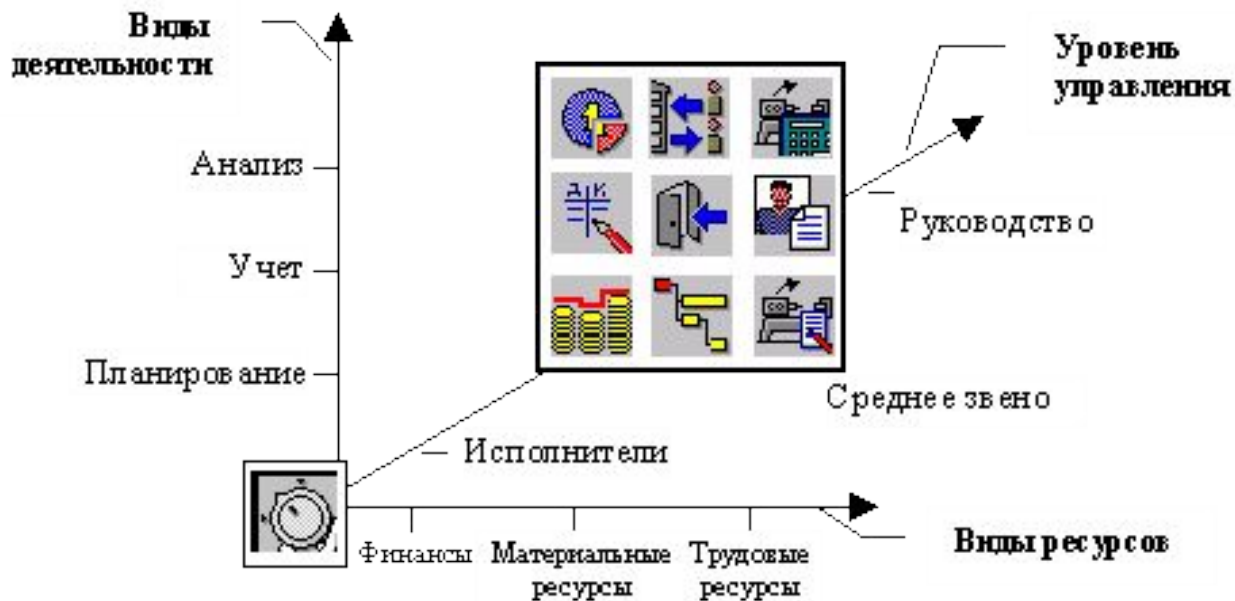 Виды
деятельности
Уровень
управления
Анализ
Руководство
Учет
Д К
Планирование
Среднее звено
Исполнители
Виды ресурсов
Финансы
Материальные
ресурсы
Трудовые
ресурсы